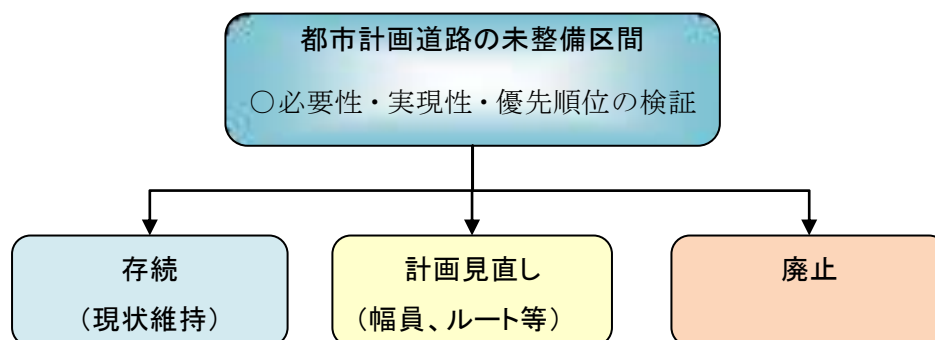 都市計画道路の未整備区間
○必要性・実現性・優先順位の検証
存続
（現状維持）
計画見直し
（幅員、ルート等）
廃止